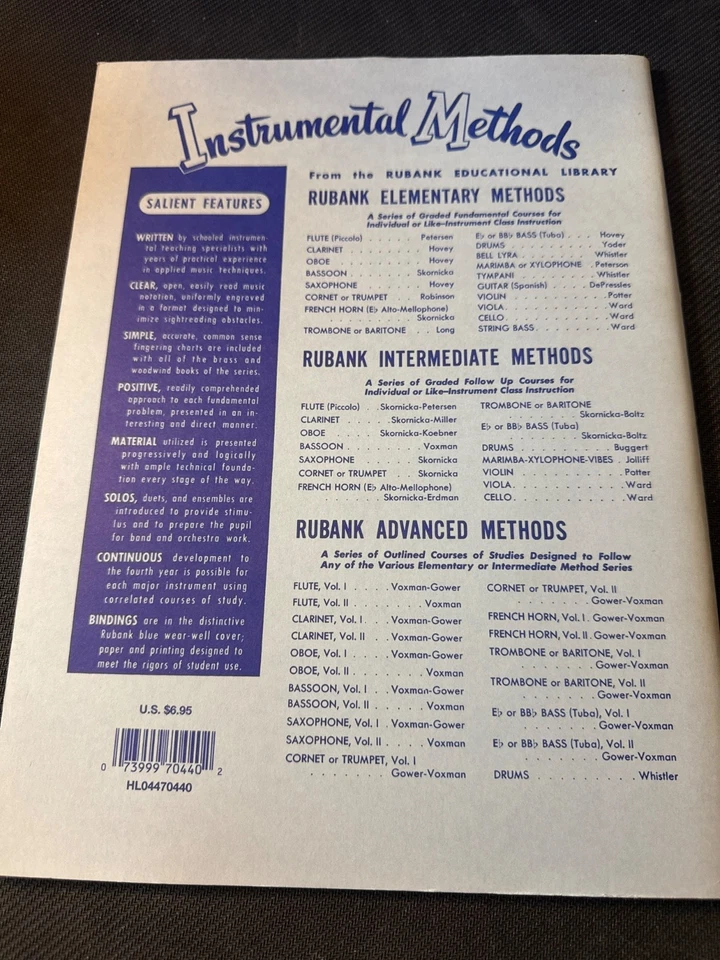 Instrumental Methods
From the RUBANK EDUCATIONAL LIBRARY
SALIENT FEATURES
WRITTEN by schooled instrumen-
tal teaching specialists with
years of practical experience
in applied music techniques.
CLEAR, open, easily read music
notation, uniformly engraved
in a format designed to min-
imize sightreading obstacles.
SIMPLE, accurate, common sense
fingering charts are included
with all of the brass and
woodwind books of the series.
POSITIVE, readily comprehended
approach to each fundamental
problem, presented in an in-
teresting and direct manner.
MATERIAL utilized is presented
progressively and logically
with ample technical founda-
tion every stage of the way.
SOLOS, duets, and ensembles are
introduced to provide stimu-
lus and to prepare the pupil
for band and orchestra work.
CONTINUOUS development to
the fourth year is possible for
each major instrument using
correlated courses of study.
BINDINGS are in the distinctive
Rubank blue wear-well cover;
paper and printing designed to
meet the rigors of student use.
U.S. $6.95
0 73999 70440 2
HL04470440
RUBANK ELEMENTARY METHODS
A Series of Graded Fundamental Courses for
Individual or Like-Instrument Class Instruction
FLUTE (Piccolo) . . . . . . Petersen
CLARINET . . . . . . . . . Hovey
OBOE . . . . . . . . . . . Hovey
BASSOON . . . . . . . . Skornicka
SAXOPHONE . . . . . . . Hovey
CORNET or TRUMPET . . . Robinson
FRENCH HORN (E♭ Alto-Mellophone)
. . . . . . . . . . . . . Skornicka
TROMBONE or BARITONE . . . Long
E♭ or BB♭ BASS (Tuba) . . . Hovey
DRUMS . . . . . . . . . . Yoder
BELL LYRA . . . . . . . Whistler
MARIMBA or XYLOPHONE . Peterson
TYMPANI . . . . . . . . Whistler
GUITAR (Spanish) . . . . DePressles
VIOLIN . . . . . . . . . . Potter
VIOLA . . . . . . . . . . . Ward
CELLO . . . . . . . . . . . Ward
STRING BASS . . . . . . . . Ward
RUBANK INTERMEDIATE METHODS
A Series of Graded Follow Up Courses for
Individual or Like-Instrument Class Instruction
FLUTE (Piccolo) . . Skornicka-Petersen
CLARINET . . . . . Skornicka-Miller
OBOE . . . . . Skornicka-Koebner
BASSOON . . . . . . . . Voxman
SAXOPHONE . . . . . . Skornicka
CORNET or TRUMPET . . . Skornicka
FRENCH HORN (E♭ Alto-Mellophone)
. . . . . . . . Skornicka-Erdman
TROMBONE or BARITONE
. . . . . . . . . Skornicka-Boltz
E♭ or BB♭ BASS (Tuba)
. . . . . . . . . Skornicka-Boltz
DRUMS . . . . . . . . . Buggert
MARIMBA-XYLOPHONE-VIBES . Jolliff
VIOLIN . . . . . . . . . . Potter
VIOLA . . . . . . . . . . . Ward
CELLO . . . . . . . . . . . Ward
RUBANK ADVANCED METHODS
A Series of Outlined Courses of Studies Designed to Follow
Any of the Various Elementary or Intermediate Method Series
FLUTE, Vol. I . . . . Voxman-Gower
FLUTE, Vol. II . . . . . . . Voxman
CLARINET, Vol. I . . . Voxman-Gower
CLARINET, Vol. II . . . Voxman-Gower
OBOE, Vol. I . . . . Voxman-Gower
OBOE, Vol. II . . . . . . . Voxman
BASSOON, Vol. I . . Voxman-Gower
BASSOON, Vol. II . . . . . Voxman
SAXOPHONE, Vol. I . Voxman-Gower
SAXOPHONE, Vol. II . . . . Voxman
CORNET or TRUMPET, Vol. I
. . . . . . . . Gower-Voxman
CORNET or TRUMPET, Vol. II
. . . . . . . . Gower-Voxman
FRENCH HORN, Vol. I . Gower-Voxman
FRENCH HORN, Vol. II . Gower-Voxman
TROMBONE or BARITONE, Vol. I
. . . . . . . . Gower-Voxman
TROMBONE or BARITONE, Vol. II
. . . . . . . . Gower-Voxman
E♭ or BB♭ BASS (Tuba), Vol. I
. . . . . . . . Gower-Voxman
E♭ or BB♭ BASS (Tuba), Vol. II
. . . . . . . . Gower-Voxman
DRUMS . . . . . . . . . Whistler